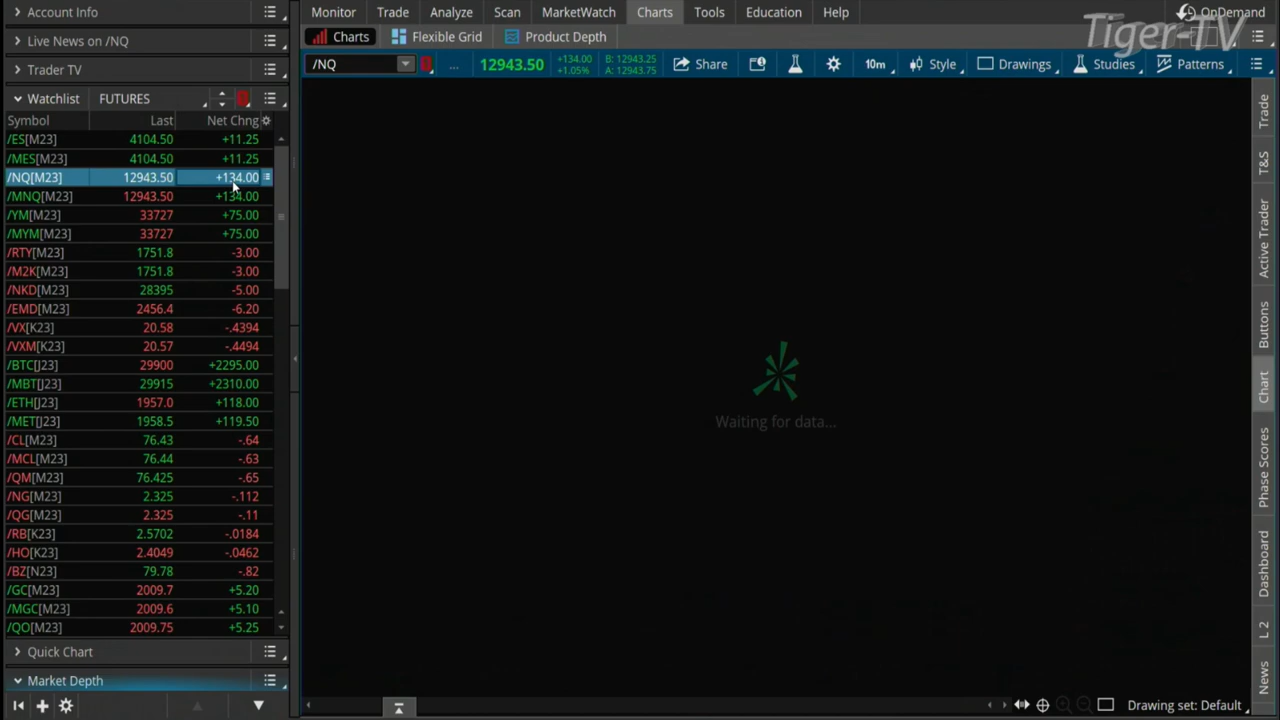 Account Info
Live News on /NQ
Trader TV
Watchlist FUTURES
Symbol Last Net Chng
/ES[M23] 4104.50 +11.25
/MES[M23] 4104.50 +11.25
/NQ[M23] 12943.50 +134.00
/MNQ[M23] 12943.50 +134.00
/YM[M23] 33727 +75.00
/MYM[M23] 33727 +75.00
/RTY[M23] 1751.8 -3.00
/M2K[M23] 1751.8 -3.00
/NKD[M23] 28395 -5.00
/EMD[M23] 2456.4 -6.20
/VX[K23] 20.58 -.4394
/VXM[K23] 20.57 -.4494
/BTC[J23] 29900 +2295.00
/MBT[J23] 29915 +2310.00
/ETH[J23] 1957.0 +118.00
/MET[J23] 1958.5 +119.50
/CL[M23] 76.43 -.64
/MCL[M23] 76.44 -.63
/QM[M23] 76.425 -.65
/NG[M23] 2.325 -.112
/QG[M23] 2.325 -.11
/RB[K23] 2.5702 -.0184
/HO[K23] 2.4049 -.0462
/BZ[N23] 79.78 -.82
/GC[M23] 2009.7 +5.20
/MGC[M23] 2009.6 +5.10
/QO[M23] 2009.75 +5.25
Quick Chart
Market Depth
Monitor Trade Analyze Scan MarketWatch Charts Tools Education Help
OnDemand
Tiger-TV
Charts Flexible Grid Product Depth
/NQ ... 12943.50 +134.00 B: 12943.25
+1.05% A: 12943.75
Share 10m Style Drawings Studies Patterns
Waiting for data...
Trade
T&S
Active Trader
Buttons
Chart
Phase Scores
Dashboard
L 2
News
Drawing set: Default